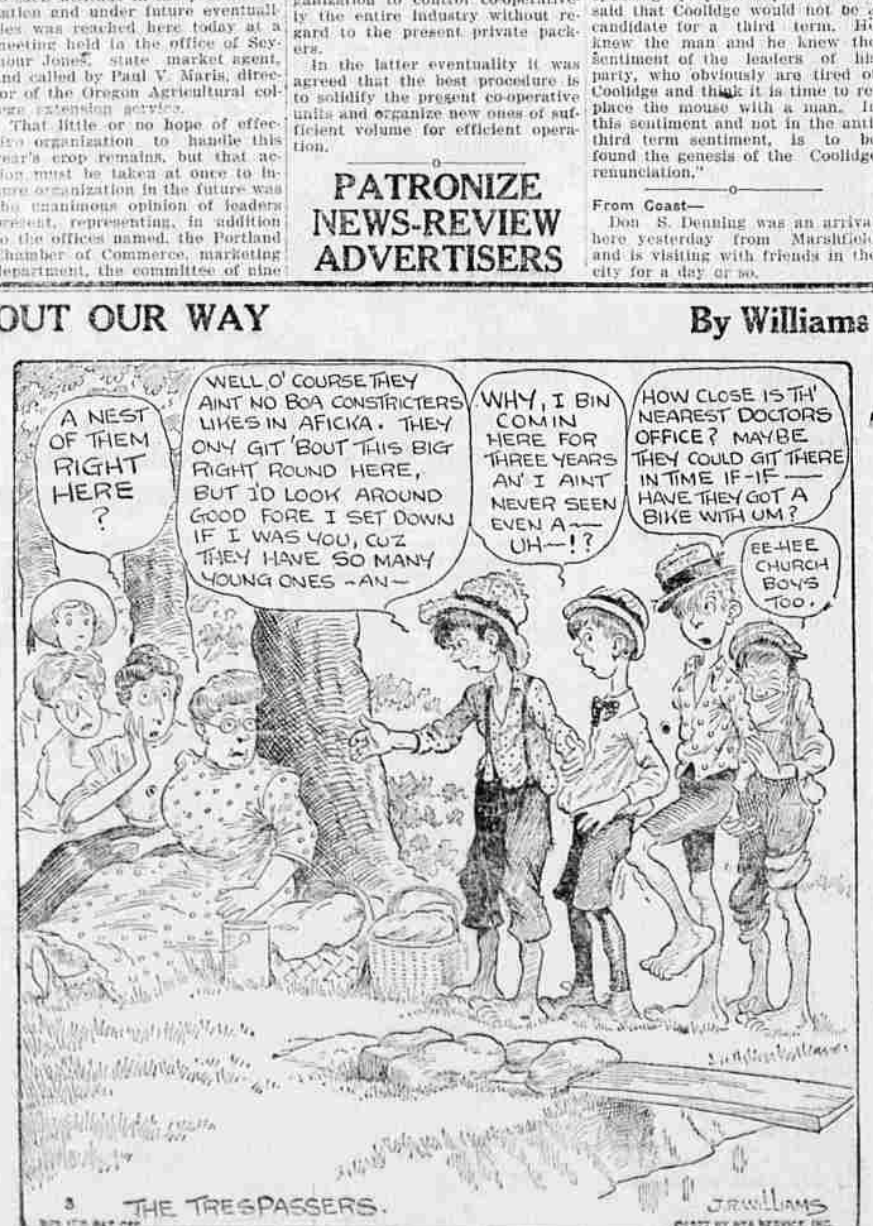 ation and under future eventuali-
ies was reached here today at a
meeting held in the office of Sey-
mour Jones, state market agent,
and called by Paul V. Maris, direc-
or of the Oregon Agricultural col-
ege extension service.
That little or no hope of effec-
ive organization to handle this
ear's crop remains, but that ac-
ion must be taken at once to in-
ure organization in the future was
he unanimous opinion of leaders
present, representing, in addition
o the offices named, the Portland
Chamber of Commerce, marketing
department, the committee of nine
ganization to control co-operative-
ly the entire industry without re-
gard to the present private pack-
ers.
In the latter eventuality it was
agreed that the best procedure is
to solidify the present co-operative
units and organize new ones of suf-
ficient volume for efficient opera-
tion.
PATRONIZE
NEWS-REVIEW
ADVERTISERS
said that Coolidge would not be a
candidate for a third term. He
knew the man and he knew the
sentiment of the leaders of his
party, who obviously are tired of
Coolidge and think it is time to re-
place the mouse with a man. In
this sentiment and not in the anti-
third term sentiment, is to be
found the genesis of the Coolidge
renunciation."
From Coast—
Don S. Denning was an arrival
here yesterday from Marshfield
and is visiting with friends in the
city for a day or so.
OUT OUR WAY
By Williams
A NEST
OF THEM
RIGHT
HERE
?
WELL O' COURSE THEY
AINT NO BOA CONSTRICTERS
LIKES IN AFICKA. THEY
ONY GIT 'BOUT THIS BIG
RIGHT ROUND HERE,
BUT I'D LOOK AROUND
GOOD FORE I SET DOWN
IF I WAS YOU, CUZ
THEY HAVE SO MANY
YOUNG ONES ~AN~
WHY, I BIN
COMIN
HERE FOR
THREE YEARS
AN' I AINT
NEVER SEEN
EVEN A—
UH—!?
HOW CLOSE IS TH'
NEAREST DOCTORS
OFFICE? MAYBE
THEY COULD GIT THERE
IN TIME IF-IF—
HAVE THEY GOT A
BIKE WITH UM?
EE-HEE
CHURCH
BOYS
TOO.
THE TRESPASSERS.
J.R.WILLIAMS